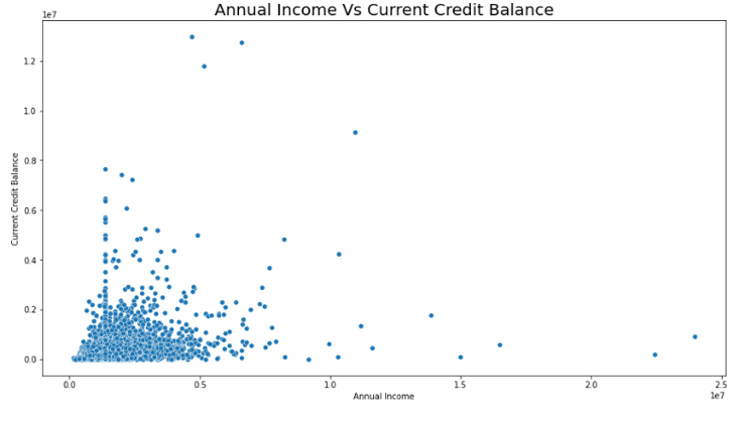 Annual Income Vs Current Credit Balance
1e7
1.2
1.0
0.8
0.6
0.4
0.2
0.0
Current Credit Balance
0.0 0.5 1.0 1.5 2.0 2.5
1e7
Annual Income